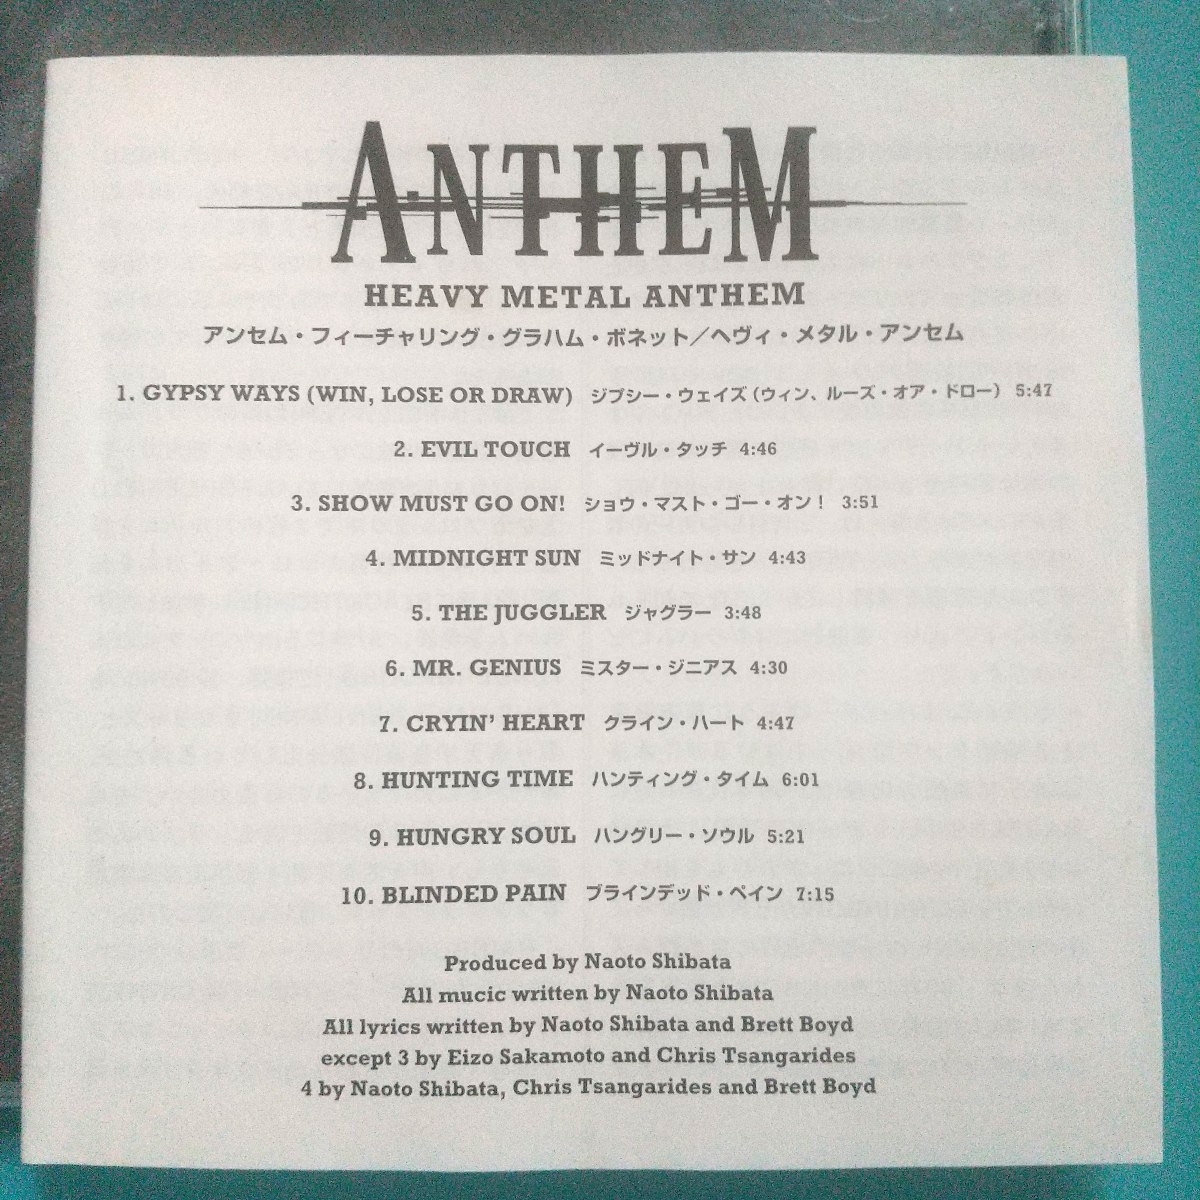 ANTHEM
HEAVY METAL ANTHEM
アンセム・フィーチャリング・グラハム・ボネット／ヘヴィ・メタル・アンセム
1. GYPSY WAYS (WIN, LOSE OR DRAW) ジプシー・ウェイズ（ウィン、ルーズ・オア・ドロー） 5:47
2. EVIL TOUCH イーヴル・タッチ 4:46
3. SHOW MUST GO ON! ショウ・マスト・ゴー・オン！ 3:51
4. MIDNIGHT SUN ミッドナイト・サン 4:43
5. THE JUGGLER ジャグラー 3:48
6. MR. GENIUS ミスター・ジニアス 4:30
7. CRYIN' HEART クライン・ハート 4:47
8. HUNTING TIME ハンティング・タイム 6:01
9. HUNGRY SOUL ハングリー・ソウル 5:21
10. BLINDED PAIN ブラインデッド・ペイン 7:15
Produced by Naoto Shibata
All mucic written by Naoto Shibata
All lyrics written by Naoto Shibata and Brett Boyd
except 3 by Eizo Sakamoto and Chris Tsangarides
4 by Naoto Shibata, Chris Tsangarides and Brett Boyd